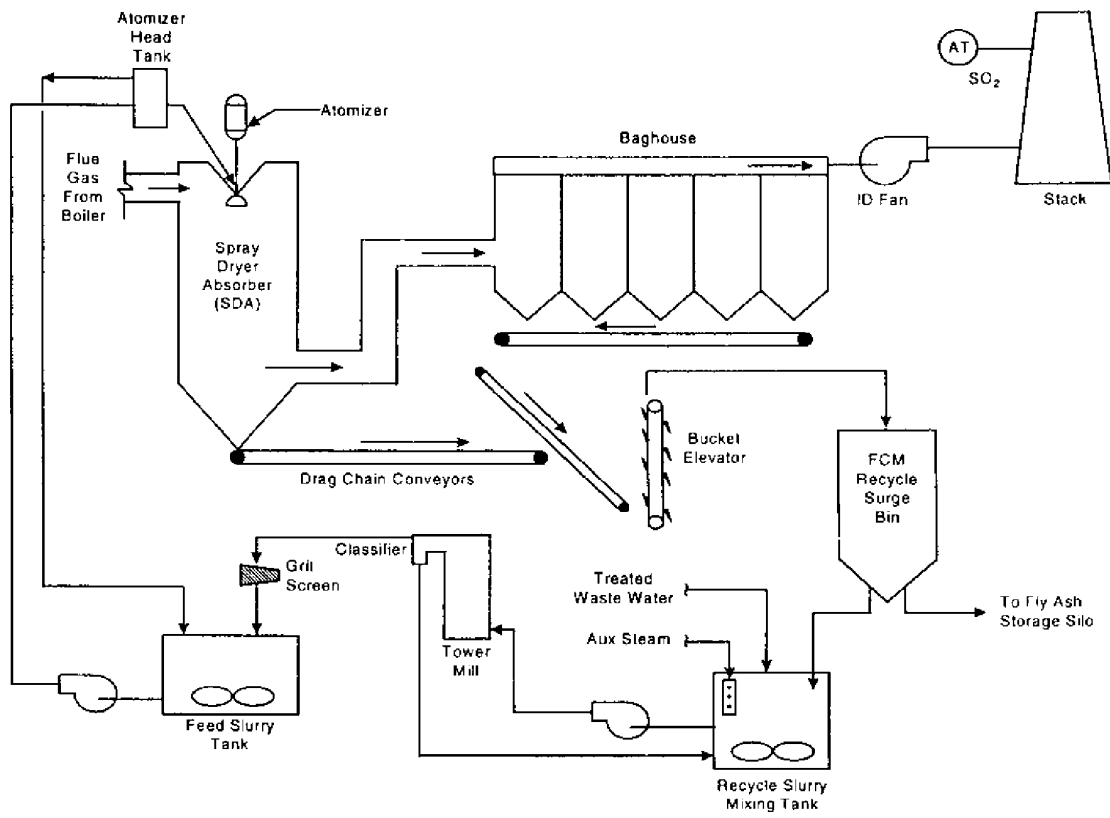 Atomizer
Head
Tank
AT
SO2
Atomizer
Baghouse
Flue
Gas
From
Boiler
ID Fan
Stack
Spray
Dryer
Absorber
(SDA)
Bucket
Elevator
FCM
Recycle
Surge
Bin
Drag Chain Conveyors
Classifier
Grit
Screen
Treated
Waste Water
To Fly Ash
Storage Silo
Aux Steam
Tower
Mill
Feed Slurry
Tank
Recycle Slurry
Mixing Tank